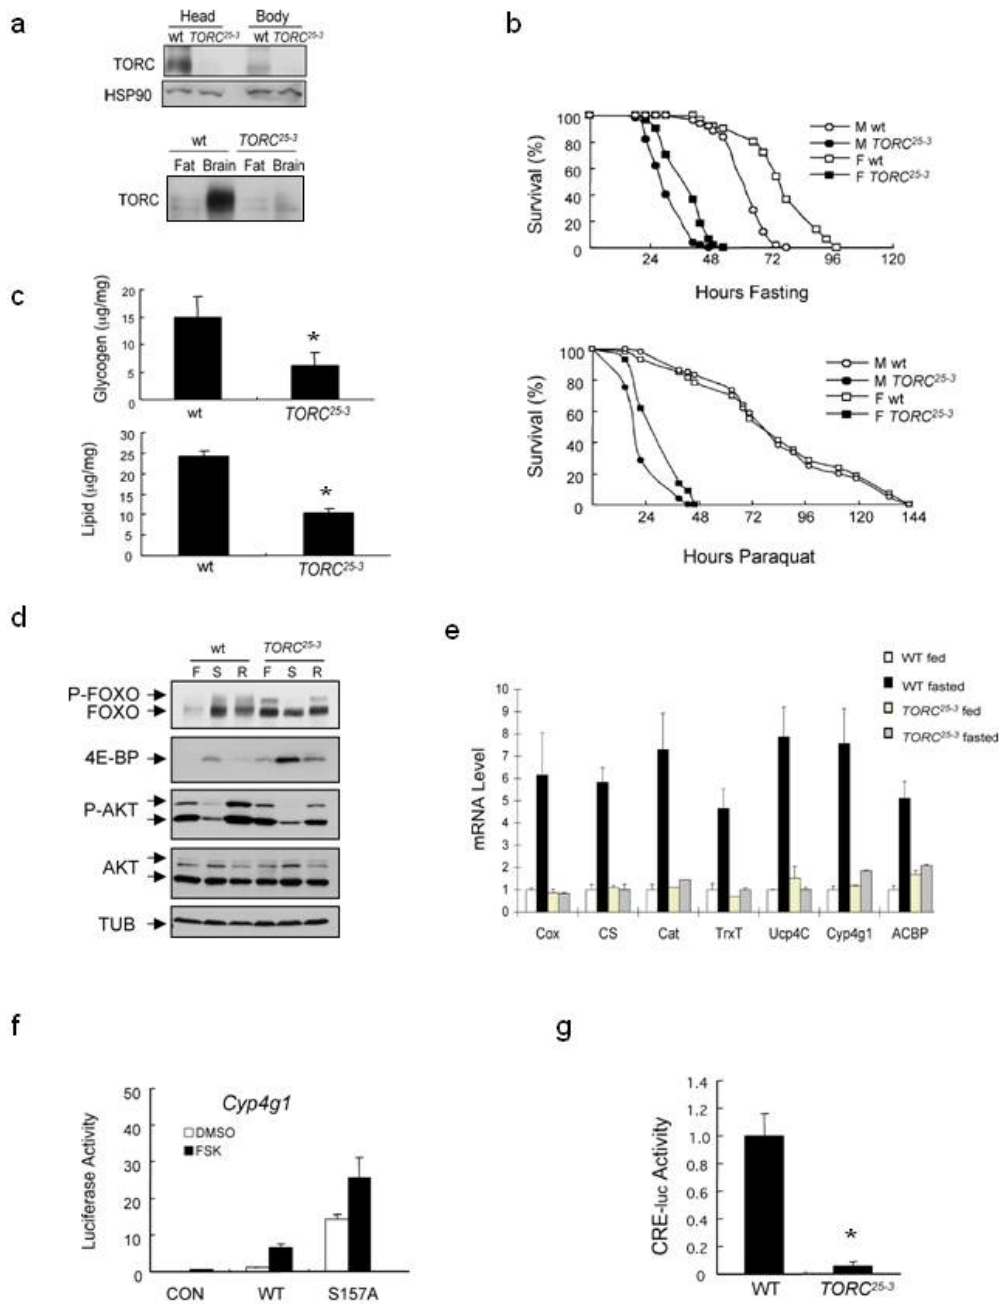 a
Head Body
wt TORC25-3 wt TORC25-3
TORC
HSP90
wt TORC25-3
Fat Brain Fat Brain
TORC
b
Survival (%)
100
80
60
40
20
0
24 48 72 96 120
Hours Fasting
M wt
M TORC25-3
F wt
F TORC25-3
Survival (%)
100
80
60
40
20
0
24 48 72 96 120 144
Hours Paraquat
M wt
M TORC25-3
F wt
F TORC25-3
c
Glycogen (µg/mg)
20
15
10
5
0
*
wt TORC25-3
Lipid (µg/mg)
30
25
20
15
10
5
0
*
wt TORC25-3
d
wt TORC25-3
F S R F S R
P-FOXO
FOXO
4E-BP
P-AKT
AKT
TUB
e
WT fed
WT fasted
TORC25-3 fed
TORC25-3 fasted
mRNA Level
10
9
8
7
6
5
4
3
2
1
0
Cox CS Cat TrxT Ucp4C Cyp4g1 ACBP
f
Cyp4g1
DMSO
FSK
Luciferase Activity
50
40
30
20
10
0
CON WT S157A
g
CRE-luc Activity
1.4
1.2
1.0
0.8
0.6
0.4
0.2
0
*
WT TORC25-3